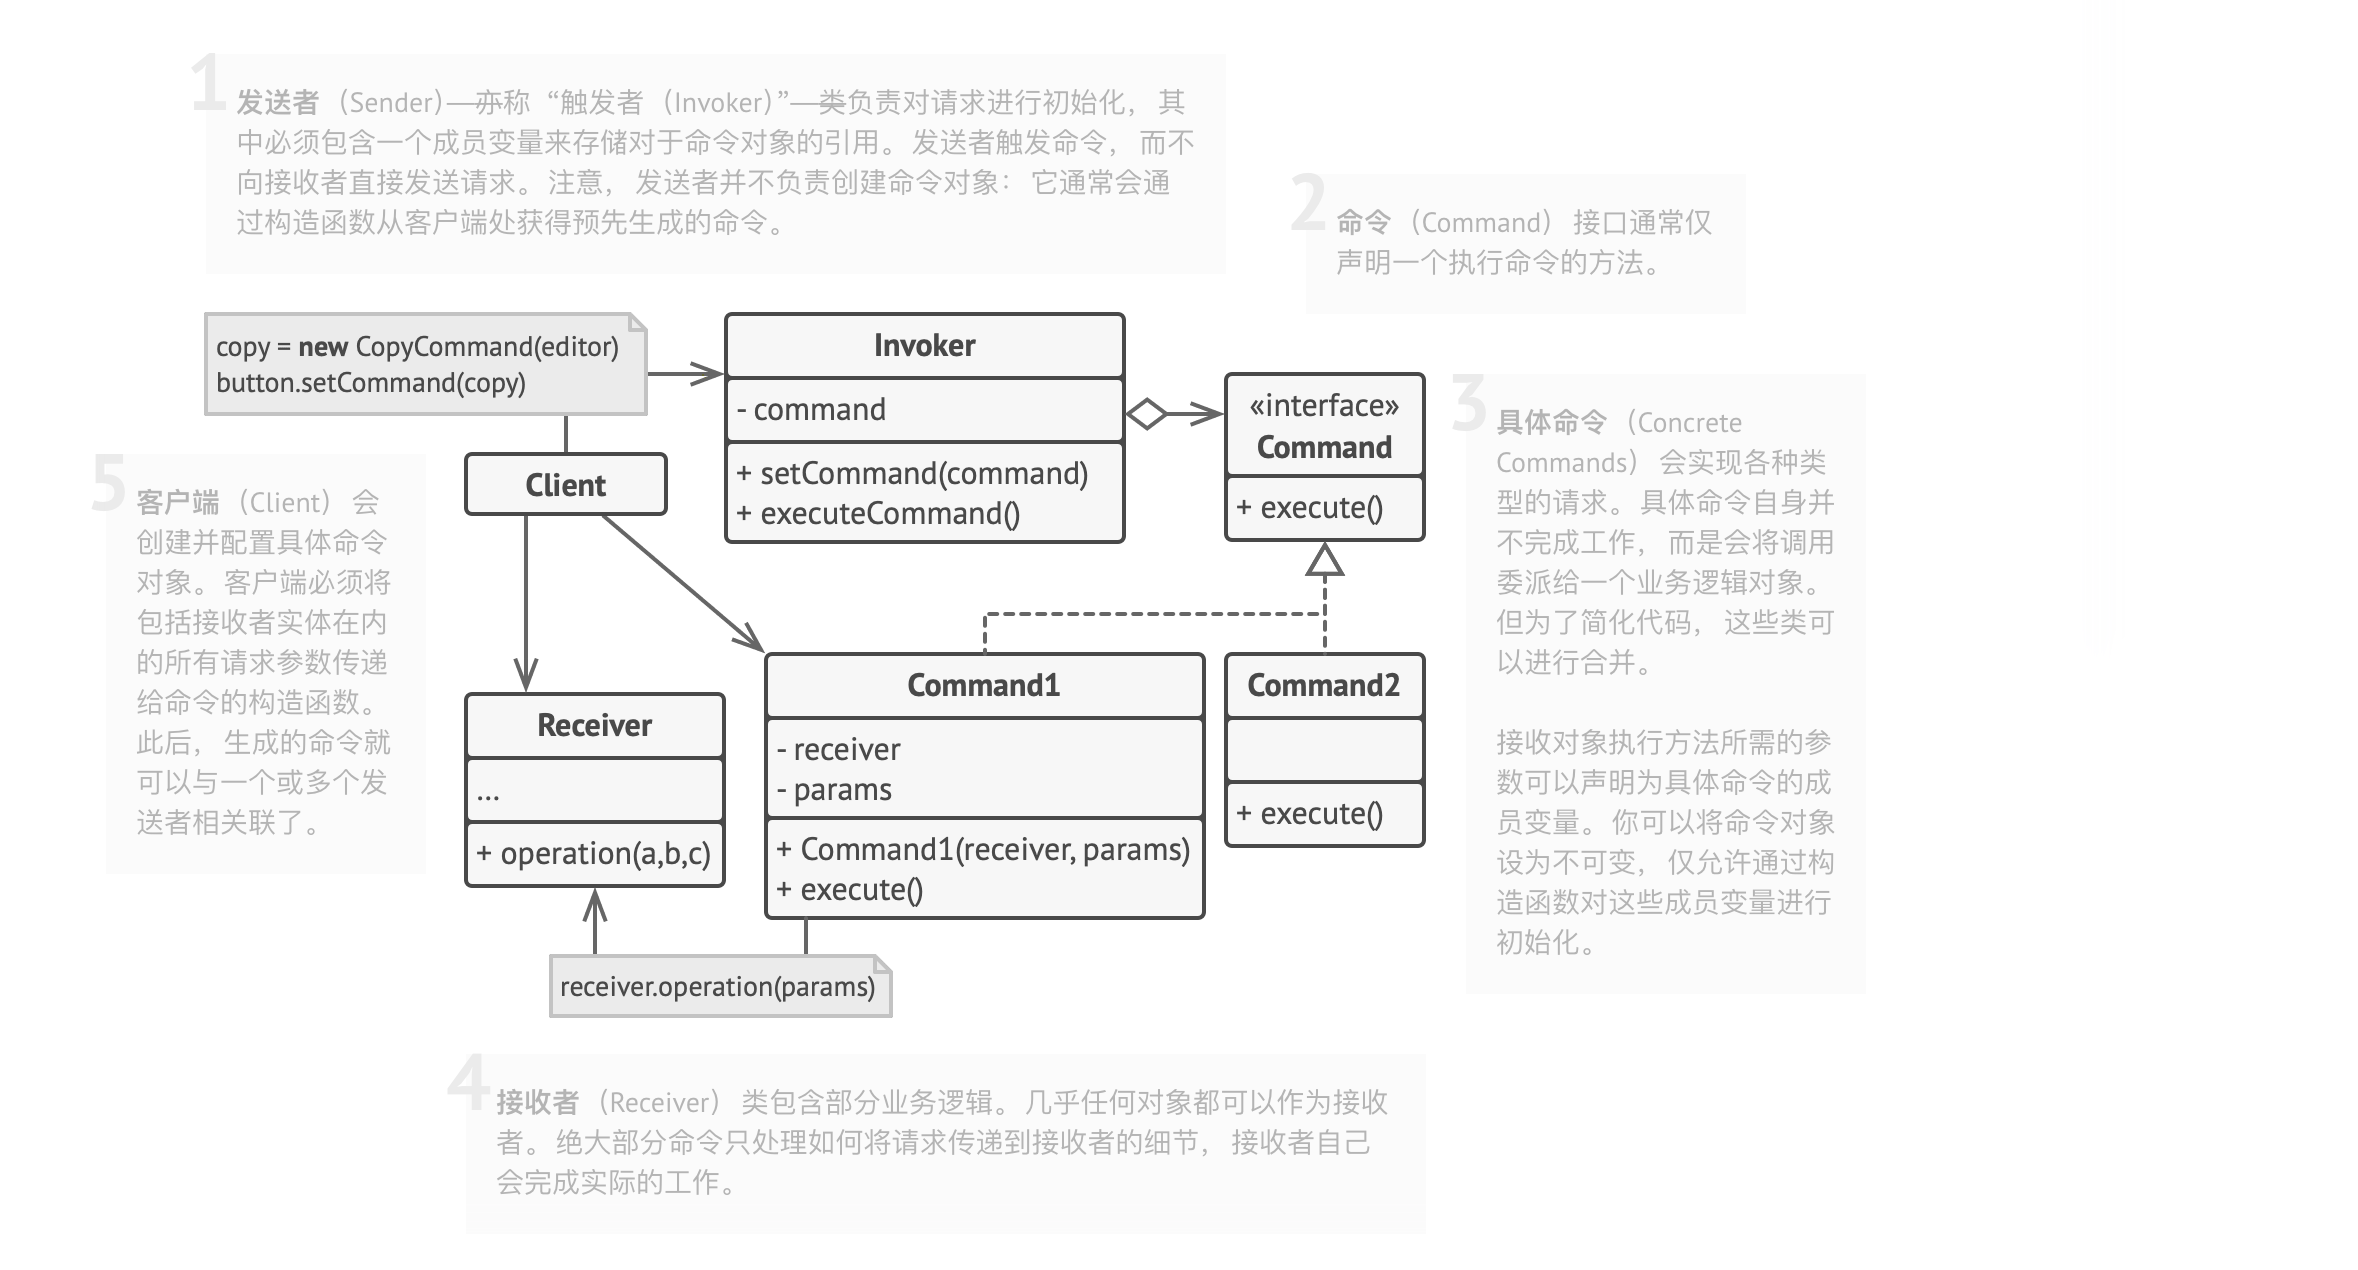 1
发送者（Sender）——亦称“触发者（Invoker）”——类负责对请求进行初始化， 其
中必须包含一个成员变量来存储对于命令对象的引用。 发送者触发命令， 而不
向接收者直接发送请求。 注意， 发送者并不负责创建命令对象： 它通常会通
过构造函数从客户端处获得预先生成的命令。
2
命令（Command） 接口通常仅
声明一个执行命令的方法。
copy = new CopyCommand(editor)
button.setCommand(copy)
Invoker
- command
+ setCommand(command)
+ executeCommand()
«interface»
Command
+ execute()
3
具体命令（Concrete
Commands） 会实现各种类
型的请求。 具体命令自身并
不完成工作， 而是会将调用
委派给一个业务逻辑对象。
但为了简化代码， 这些类可
以进行合并。
接收对象执行方法所需的参
数可以声明为具体命令的成
员变量。 你可以将命令对象
设为不可变， 仅允许通过构
造函数对这些成员变量进行
初始化。
Client
5
客户端（Client） 会
创建并配置具体命令
对象。 客户端必须将
包括接收者实体在内
的所有请求参数传递
给命令的构造函数。
此后， 生成的命令就
可以与一个或多个发
送者相关联了。
Receiver
...
+ operation(a,b,c)
Command1
- receiver
- params
+ Command1(receiver, params)
+ execute()
Command2
+ execute()
receiver.operation(params)
4
接收者（Receiver） 类包含部分业务逻辑。 几乎任何对象都可以作为接收
者。 绝大部分命令只处理如何将请求传递到接收者的细节， 接收者自己
会完成实际的工作。